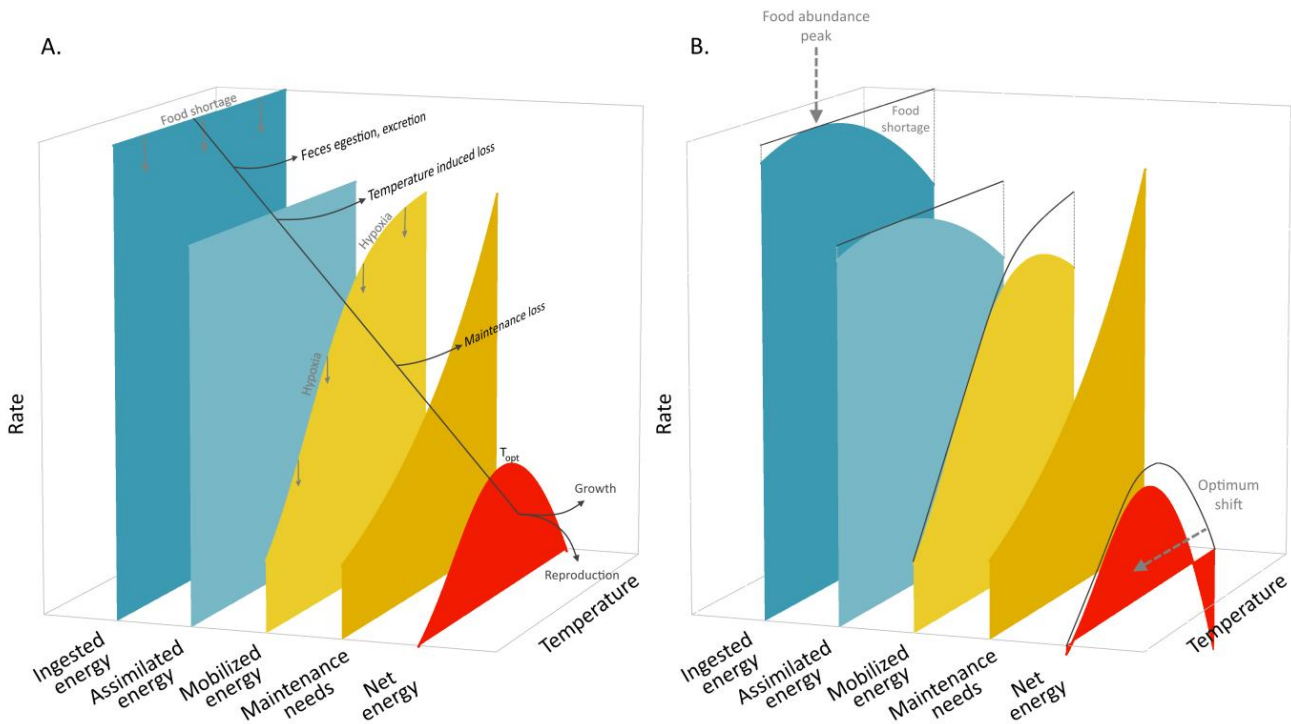 A.
Food shortage
Feces egestion, excretion
Temperature induced loss
Hypoxia
Hypoxia
Maintenance loss
T_opt
Growth
Reproduction
Rate
Temperature
Ingested
energy
Assimilated
energy
Mobilized
energy
Maintenance
needs
Net
energy
Food abundance
peak
B.
Food
shortage
Optimum
shift
Rate
Temperature
Ingested
energy
Assimilated
energy
Mobilized
energy
Maintenance
needs
Net
energy